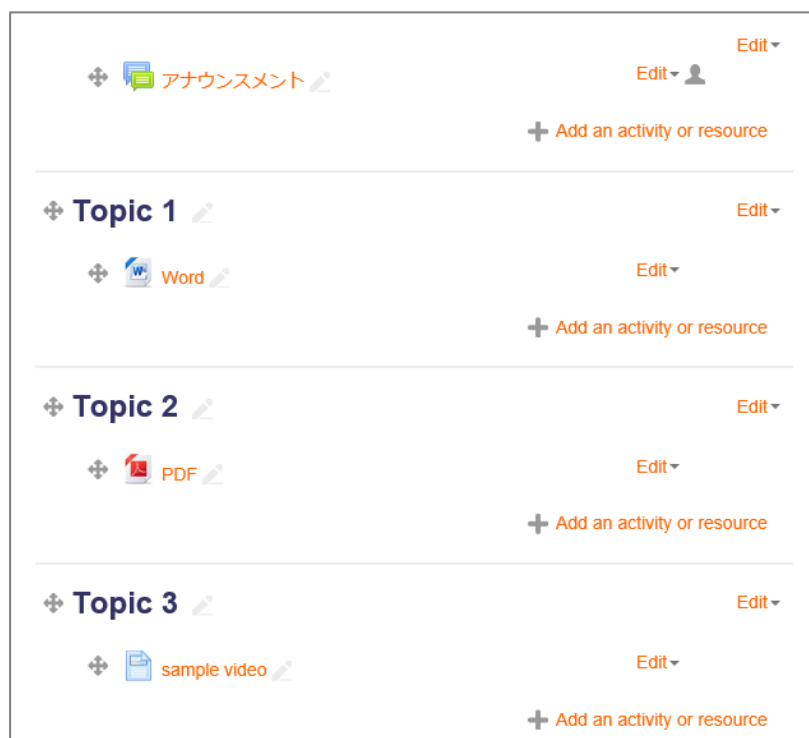 Edit
アナウンスメント Edit
Add an activity or resource
Topic 1 Edit
Word Edit
Add an activity or resource
Topic 2 Edit
PDF Edit
Add an activity or resource
Topic 3 Edit
sample video Edit
Add an activity or resource